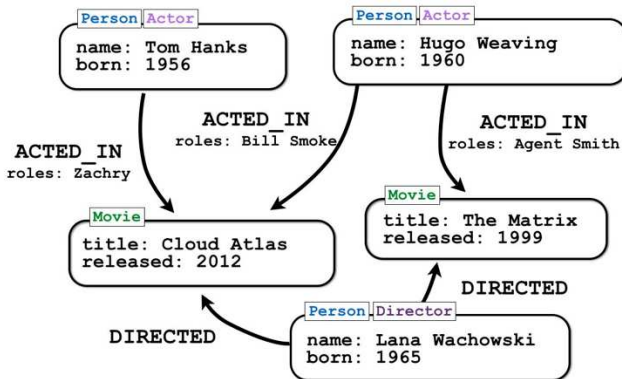 Person Actor
name: Tom Hanks
born: 1956
Person Actor
name: Hugo Weaving
born: 1960
ACTED_IN
roles: Zachry
ACTED_IN
roles: Bill Smoke
ACTED_IN
roles: Agent Smith
Movie
title: Cloud Atlas
released: 2012
Movie
title: The Matrix
released: 1999
DIRECTED
DIRECTED
Person Director
name: Lana Wachowski
born: 1965